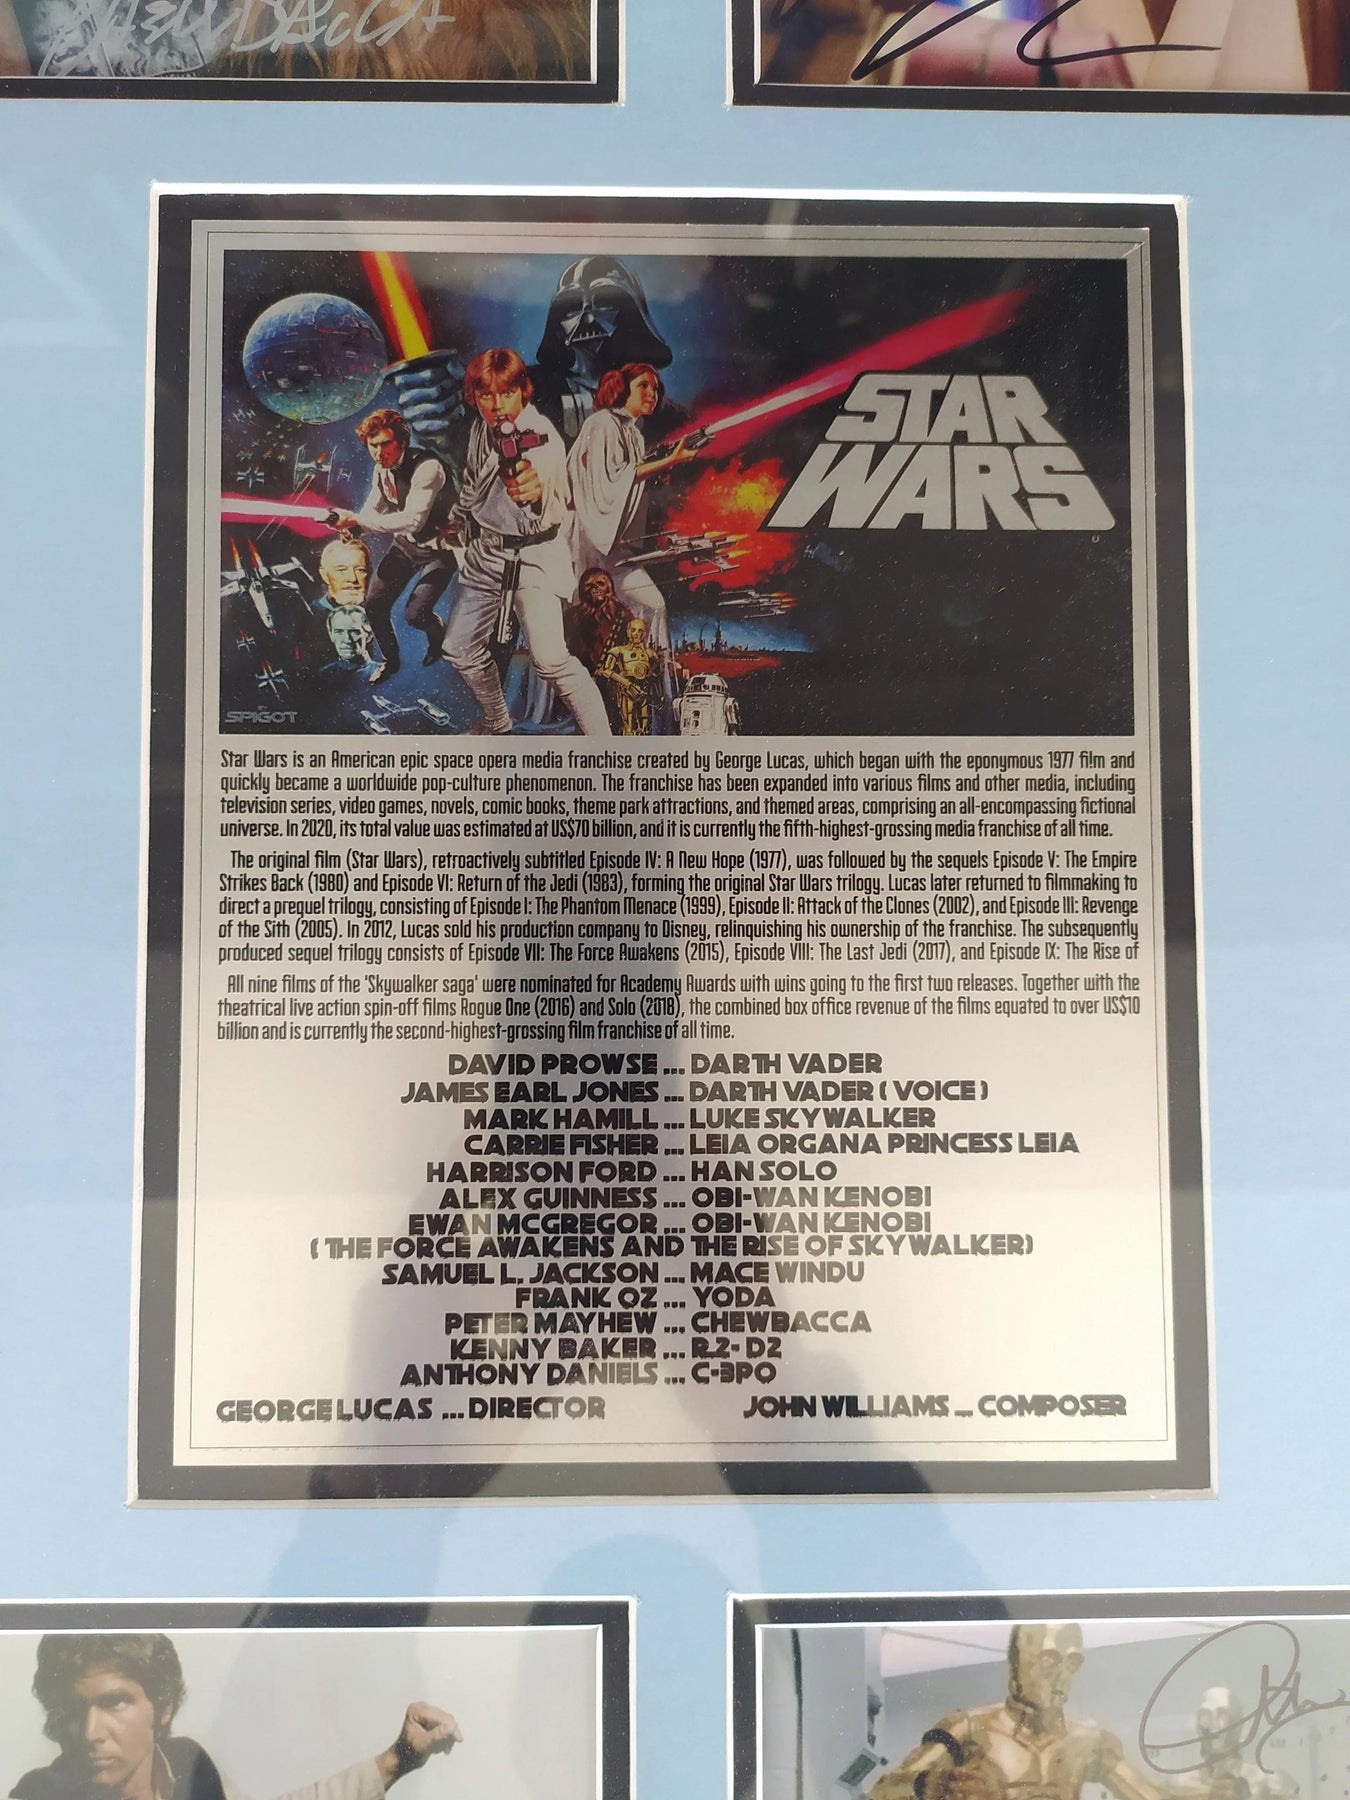 CHEWBACCA
STAR
WARS
SPIGOT
Star Wars is an American epic space opera media franchise created by George Lucas, which began with the eponymous 1977 film and
quickly became a worldwide pop-culture phenomenon. The franchise has been expanded into various films and other media, including
television series, video games, novels, comic books, theme park attractions, and themed areas, comprising an all-encompassing fictional
universe. In 2020, its total value was estimated at US$70 billion, and it is currently the fifth-highest-grossing media franchise of all time.
The original film (Star Wars), retroactively subtitled Episode IV: A New Hope (1977), was followed by the sequels Episode V: The Empire
Strikes Back (1980) and Episode VI: Return of the Jedi (1983), forming the original Star Wars trilogy. Lucas later returned to filmmaking to
direct a prequel trilogy, consisting of Episode I: The Phantom Menace (1999), Episode II: Attack of the Clones (2002), and Episode III: Revenge
of the Sith (2005). In 2012, Lucas sold his production company to Disney, relinquishing his ownership of the franchise. The subsequently
produced sequel trilogy consists of Episode VII: The Force Awakens (2015), Episode VIII: The Last Jedi (2017), and Episode IX: The Rise of
All nine films of the 'Skywalker saga' were nominated for Academy Awards with wins going to the first two releases. Together with the
theatrical live action spin-off films Rogue One (2016) and Solo (2018), the combined box office revenue of the films equated to over US$10
billion and is currently the second-highest-grossing film franchise of all time.
DAVID PROWSE ... DARTH VADER
JAMES EARL JONES ... DARTH VADER ( VOICE )
MARK HAMILL ... LUKE SKYWALKER
CARRIE FISHER ... LEIA ORGANA PRINCESS LEIA
HARRISON FORD ... HAN SOLO
ALEX GUINNESS ... OBI-WAN KENOBI
EWAN MCGREGOR ... OBI-WAN KENOBI
( THE FORCE AWAKENS AND THE RISE OF SKYWALKER)
SAMUEL L. JACKSON ... MACE WINDU
FRANK OZ ... YODA
PETER MAYHEW ... CHEWBACCA
KENNY BAKER ... R2-D2
ANTHONY DANIELS ... C-3PO
GEORGE LUCAS ... DIRECTOR JOHN WILLIAMS ... COMPOSER